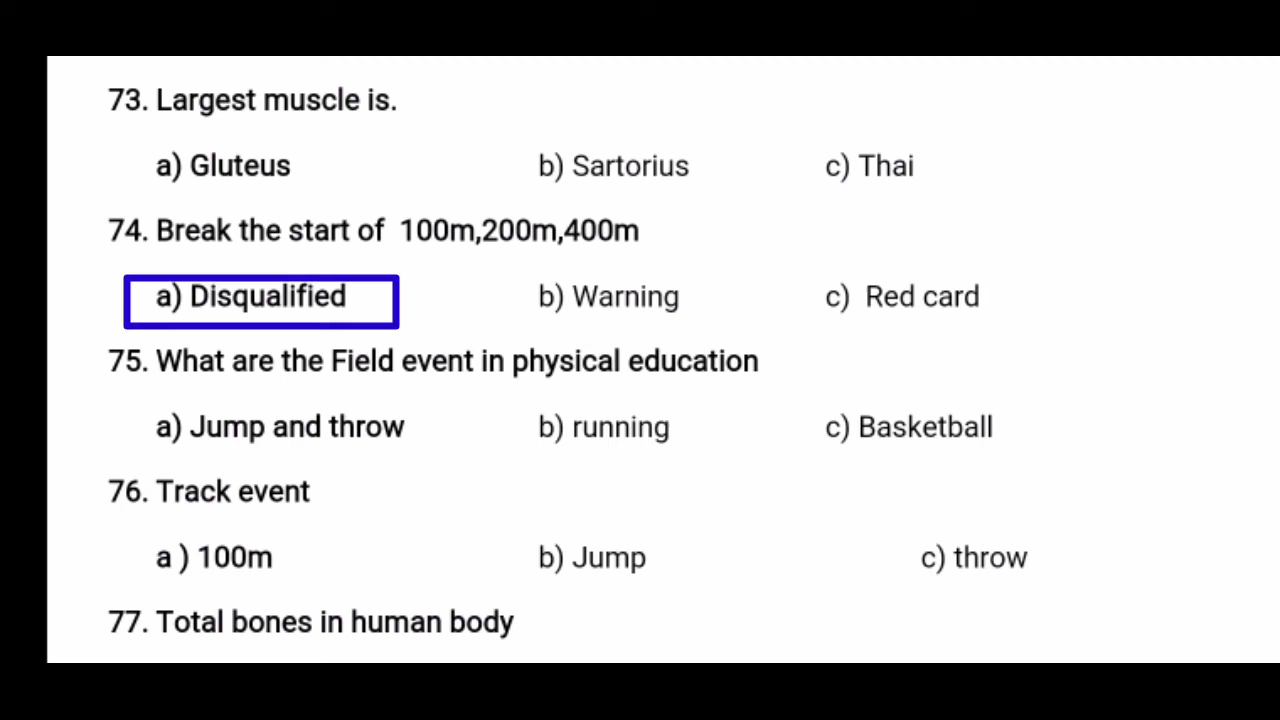 73. Largest muscle is.
a) Gluteus b) Sartorius c) Thai
74. Break the start of 100m,200m,400m
a) Disqualified b) Warning c) Red card
75. What are the Field event in physical education
a) Jump and throw b) running c) Basketball
76. Track event
a ) 100m b) Jump c) throw
77. Total bones in human body